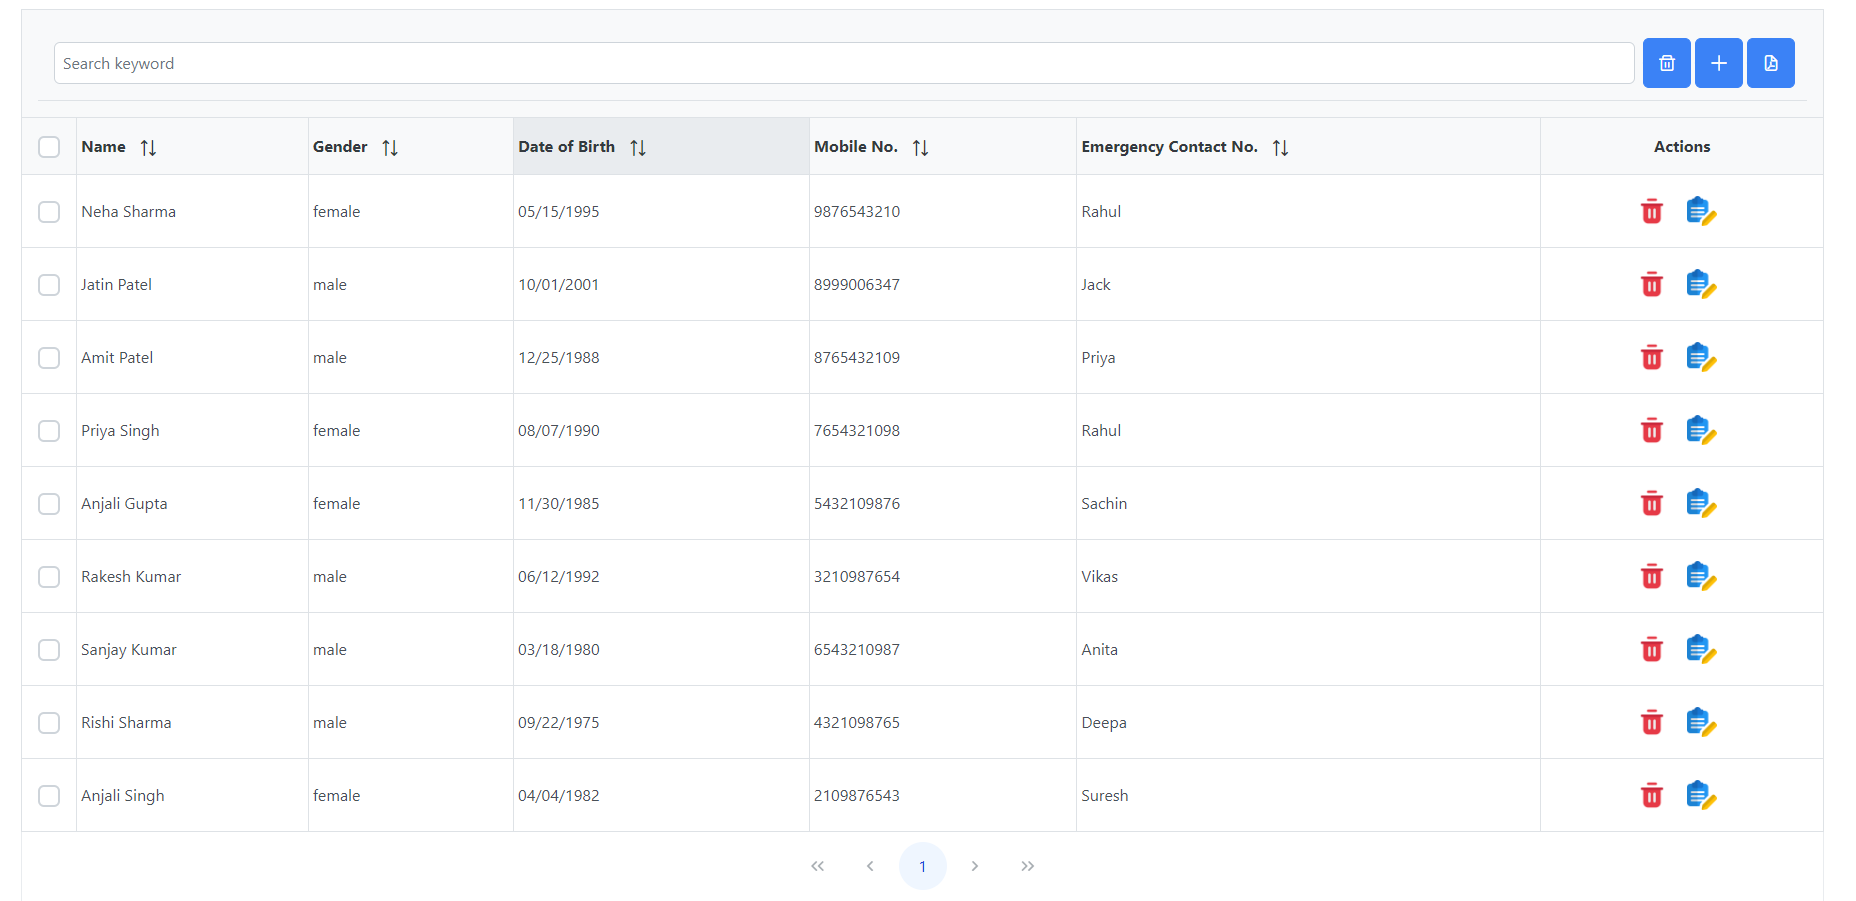 Search keyword
Name Gender Date of Birth Mobile No. Emergency Contact No. Actions
Neha Sharma female 05/15/1995 9876543210 Rahul
Jatin Patel male 10/01/2001 8999006347 Jack
Amit Patel male 12/25/1988 8765432109 Priya
Priya Singh female 08/07/1990 7654321098 Rahul
Anjali Gupta female 11/30/1985 5432109876 Sachin
Rakesh Kumar male 06/12/1992 3210987654 Vikas
Sanjay Kumar male 03/18/1980 6543210987 Anita
Rishi Sharma male 09/22/1975 4321098765 Deepa
Anjali Singh female 04/04/1982 2109876543 Suresh
1